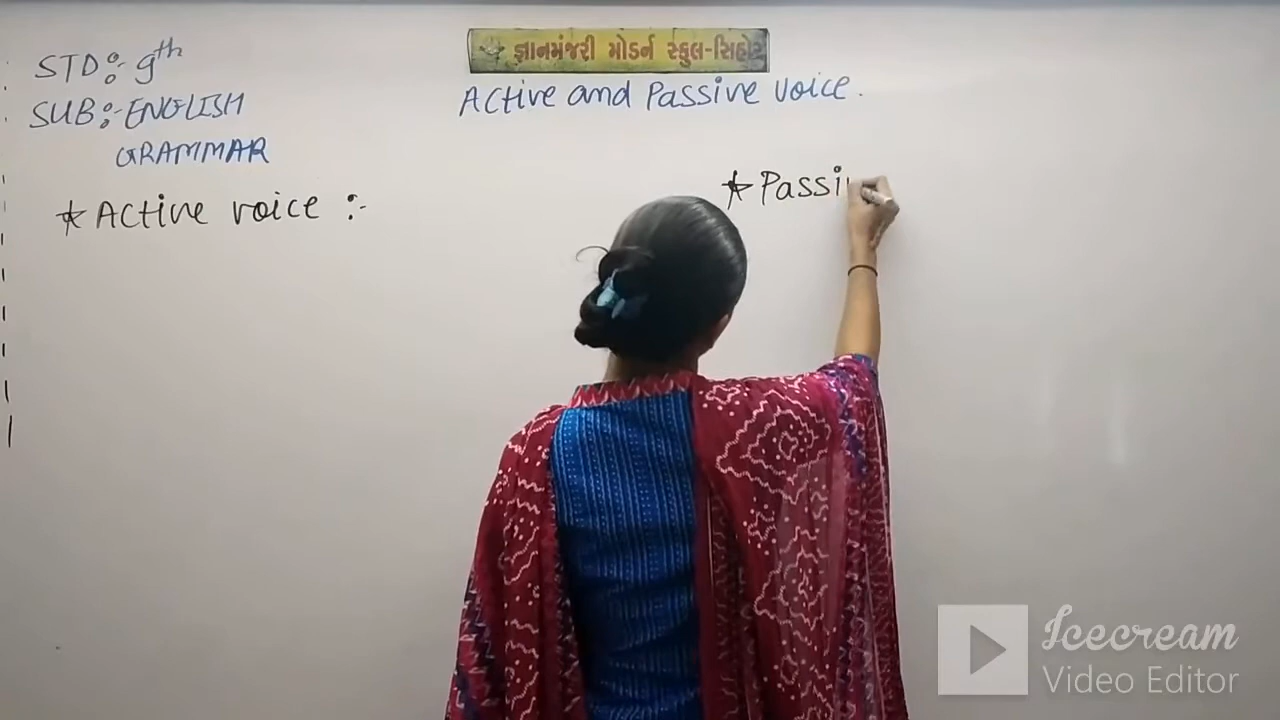 જ્ઞાનમંજરી મોડર્ન સ્કુલ-સિહોર
STD:- 9th
SUB:- ENGLISH
GRAMMAR
Active and Passive voice.
* Active voice :-
* Passi
Icecream
Video Editor